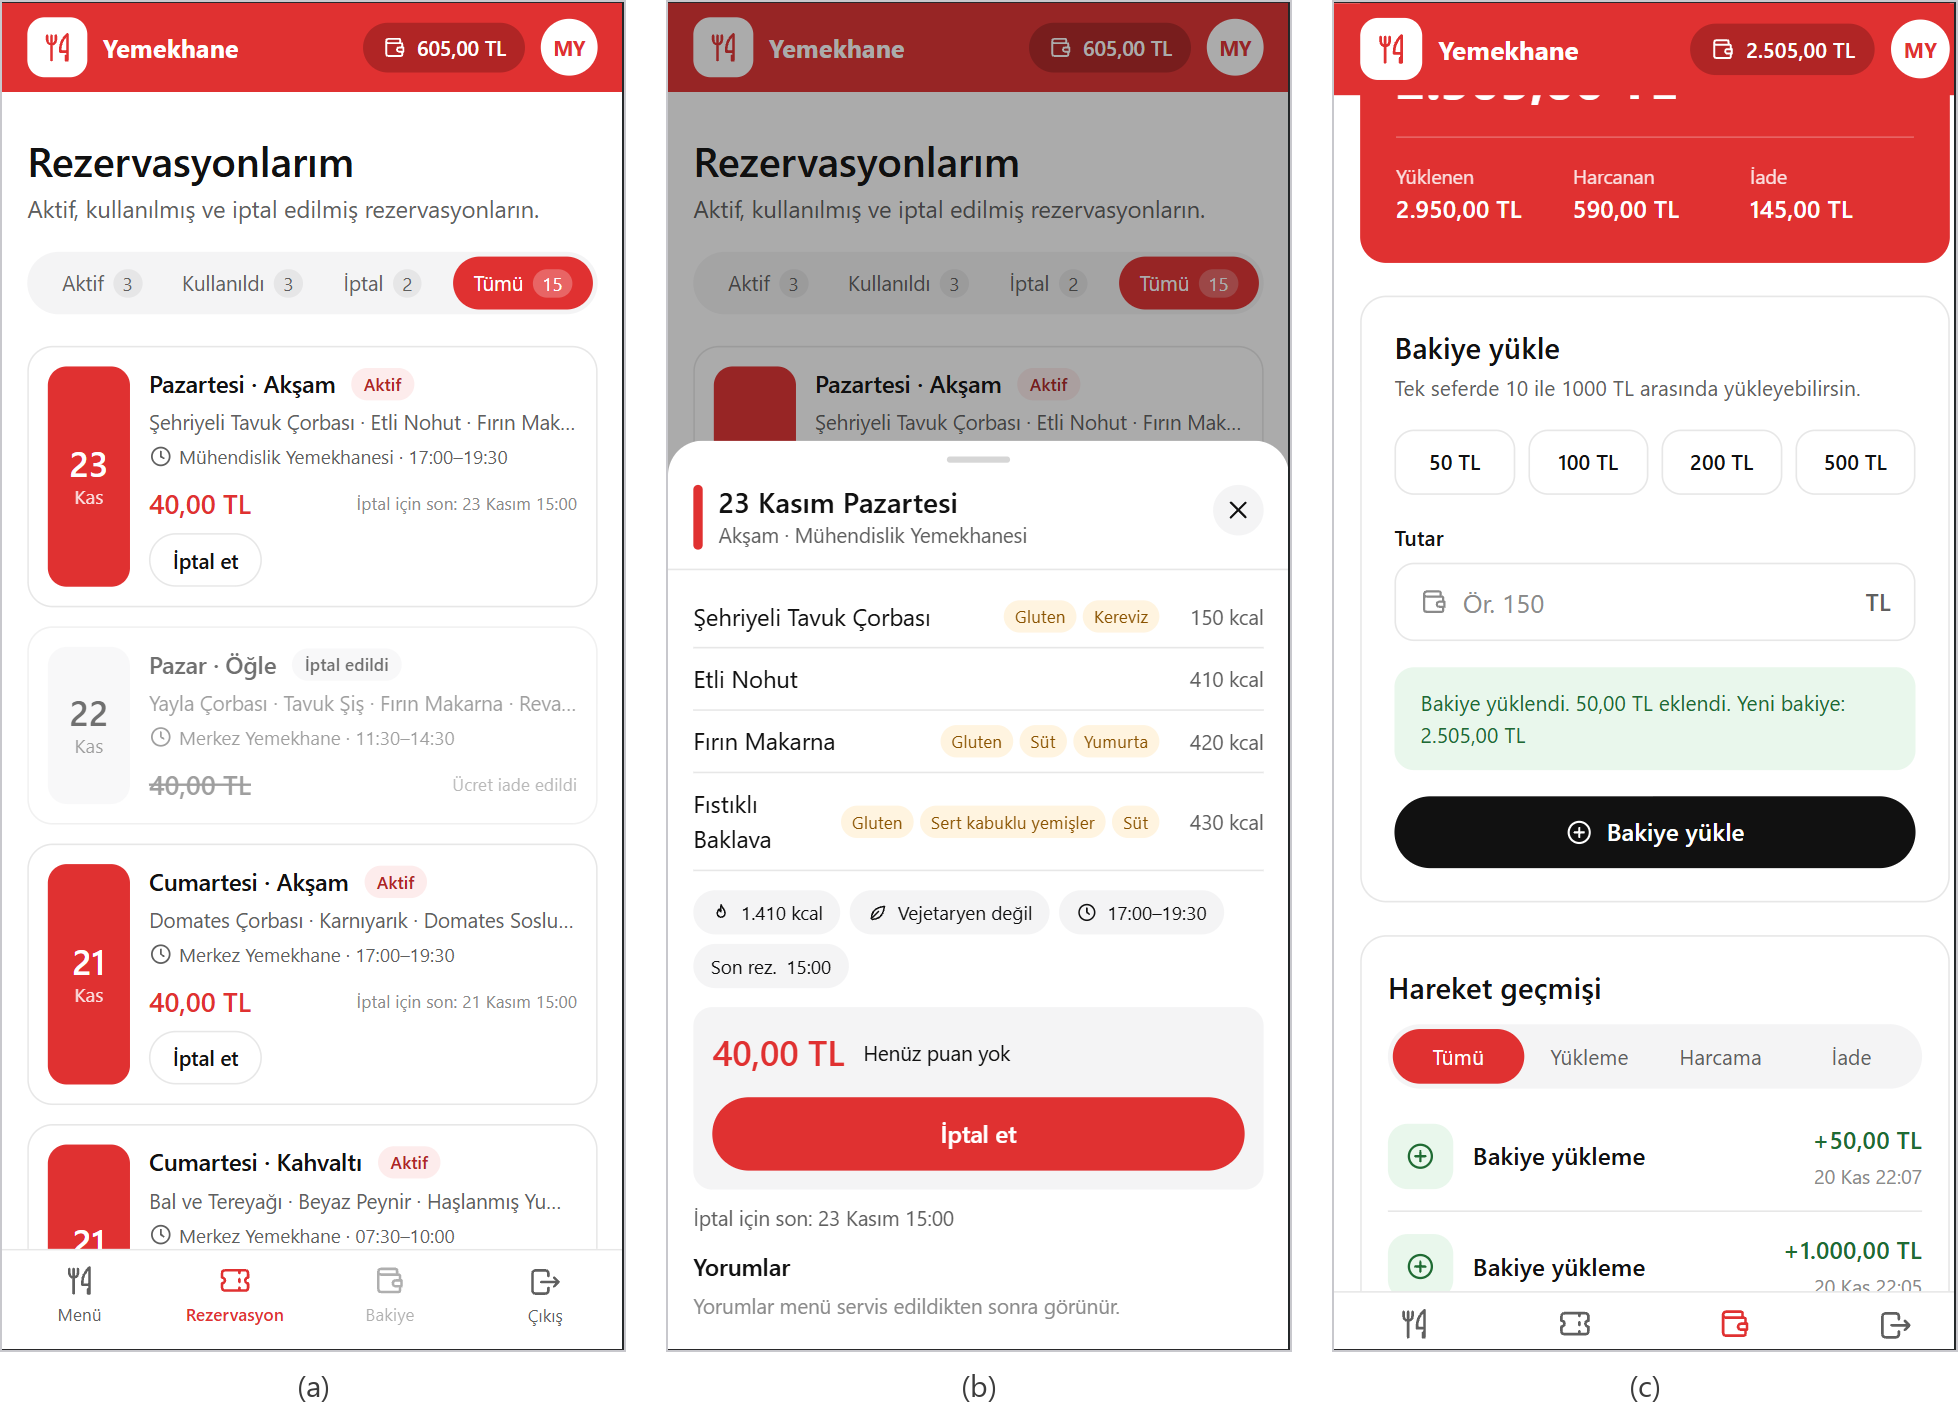 Yemekhane
605,00 TL
MY
Rezervasyonlarım
Aktif, kullanılmış ve iptal edilmiş rezervasyonların.
Aktif 3
Kullanıldı 3
İptal 2
Tümü 15
23
Kas
Pazartesi · Akşam
Aktif
Şehriyeli Tavuk Çorbası · Etli Nohut · Fırın Mak...
Mühendislik Yemekhanesi · 17:00–19:30
40,00 TL
İptal için son: 23 Kasım 15:00
İptal et
22
Kas
Pazar · Öğle
İptal edildi
Yayla Çorbası · Tavuk Şiş · Fırın Makarna · Reva...
Merkez Yemekhane · 11:30–14:30
40,00 TL
Ücret iade edildi
21
Kas
Cumartesi · Akşam
Aktif
Domates Çorbası · Karnıyarık · Domates Soslu...
Merkez Yemekhane · 17:00–19:30
40,00 TL
İptal için son: 21 Kasım 15:00
İptal et
21
Cumartesi · Kahvaltı
Aktif
Bal ve Tereyağı · Beyaz Peynir · Haşlanmış Yu...
Merkez Yemekhane · 07:30–10:00
Menü
Rezervasyon
Bakiye
Çıkış
(a)
Yemekhane
605,00 TL
MY
Rezervasyonlarım
Aktif, kullanılmış ve iptal edilmiş rezervasyonların.
Aktif 3
Kullanıldı 3
İptal 2
Tümü 15
Pazartesi · Akşam
Aktif
Şehriyeli Tavuk Çorbası · Etli Nohut · Fırın Mak...
23 Kasım Pazartesi
Akşam · Mühendislik Yemekhanesi
Şehriyeli Tavuk Çorbası
Gluten
Kereviz
150 kcal
Etli Nohut
410 kcal
Fırın Makarna
Gluten
Süt
Yumurta
420 kcal
Fıstıklı
Baklava
Gluten
Sert kabuklu yemişler
Süt
430 kcal
1.410 kcal
Vejetaryen değil
17:00–19:30
Son rez. 15:00
40,00 TL
Henüz puan yok
İptal et
İptal için son: 23 Kasım 15:00
Yorumlar
Yorumlar menü servis edildikten sonra görünür.
(b)
Yemekhane
2.505,00 TL
MY
2.505,00 TL
Yüklenen
2.950,00 TL
Harcanan
590,00 TL
İade
145,00 TL
Bakiye yükle
Tek seferde 10 ile 1000 TL arasında yükleyebilirsin.
50 TL
100 TL
200 TL
500 TL
Tutar
Ör. 150
TL
Bakiye yüklendi. 50,00 TL eklendi. Yeni bakiye:
2.505,00 TL
Bakiye yükle
Hareket geçmişi
Tümü
Yükleme
Harcama
İade
Bakiye yükleme
+50,00 TL
20 Kas 22:07
Bakiye yükleme
+1.000,00 TL
20 Kas 22:05
(c)